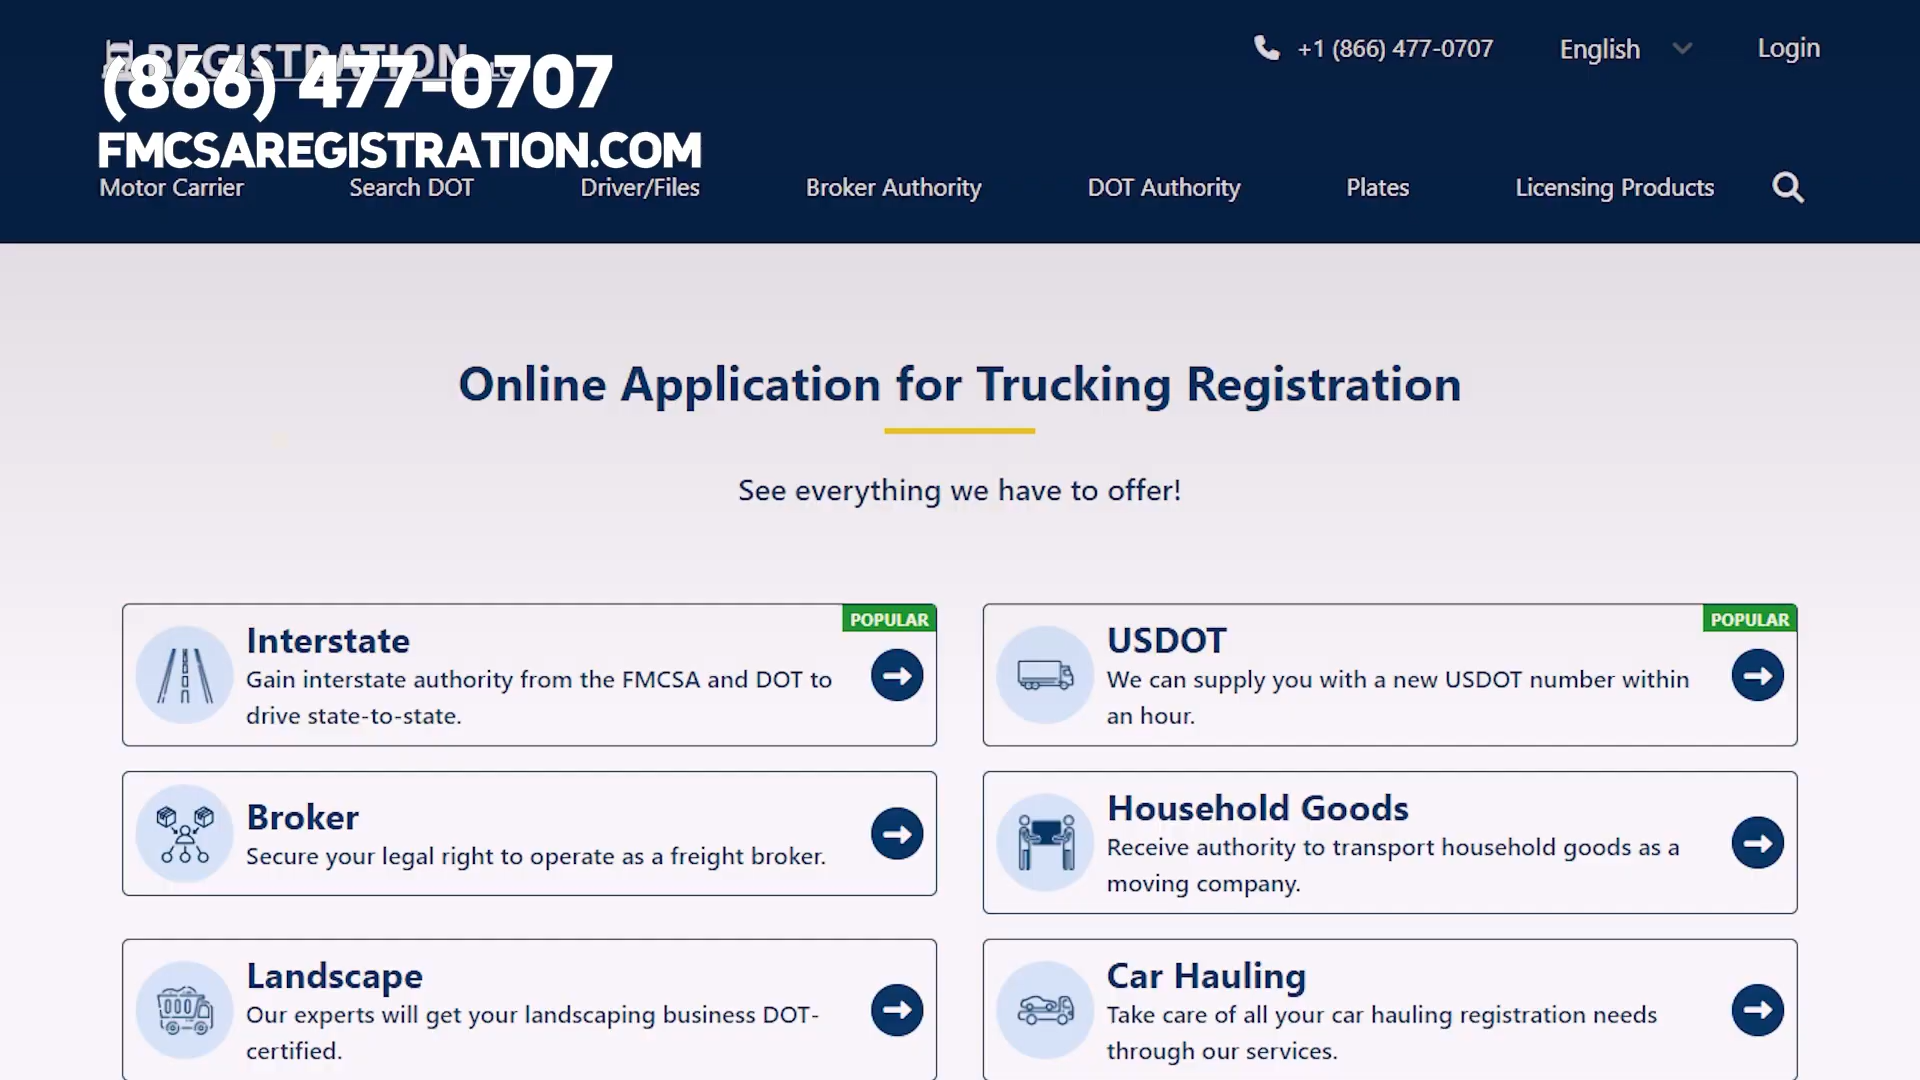 REGISTRATION
(866) 477-0707
FMCSAREGISTRATION.COM
+1 (866) 477-0707
English
Login
Motor Carrier
Search DOT
Driver/Files
Broker Authority
DOT Authority
Plates
Licensing Products
Online Application for Trucking Registration
See everything we have to offer!
POPULAR
Interstate
Gain interstate authority from the FMCSA and DOT to
drive state-to-state.
POPULAR
USDOT
We can supply you with a new USDOT number within
an hour.
Broker
Secure your legal right to operate as a freight broker.
Household Goods
Receive authority to transport household goods as a
moving company.
Landscape
Our experts will get your landscaping business DOT-
certified.
Car Hauling
Take care of all your car hauling registration needs
through our services.